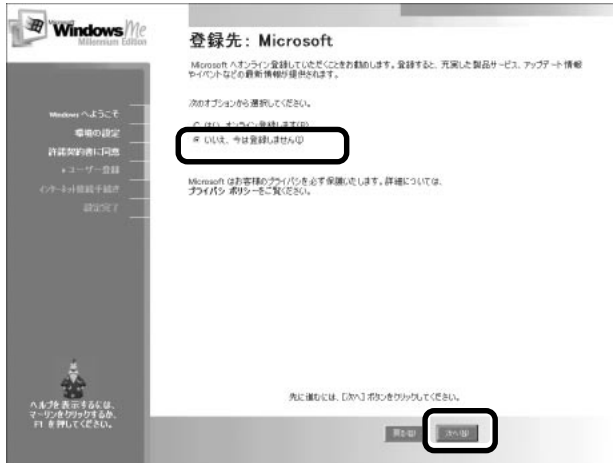 Microsoft
Windows Me
Millennium Edition
登録先: Microsoft
Microsoft へオンライン登録していただくことをお勧めします。登録すると、充実した製品サービス、アップデート情報
やイベントなどの最新情報が提供されます。
次のオプションから選択してください。
はい、オンライン登録します(R)
いいえ、今は登録しません(I)
Microsoft はお客様のプライバシを必ず保護いたします。詳細については、
プライバシ ポリシーをご覧ください。
Windows へようこそ
環境の設定
許諾契約書に同意
ユーザー登録
インターネット接続手続き
設定完了
ヘルプを表示するには、
マーリンをクリックするか、
F1 を押してください。
先に進むには、[次へ] ボタンをクリックしてください。
戻る(B) 次へ(N)